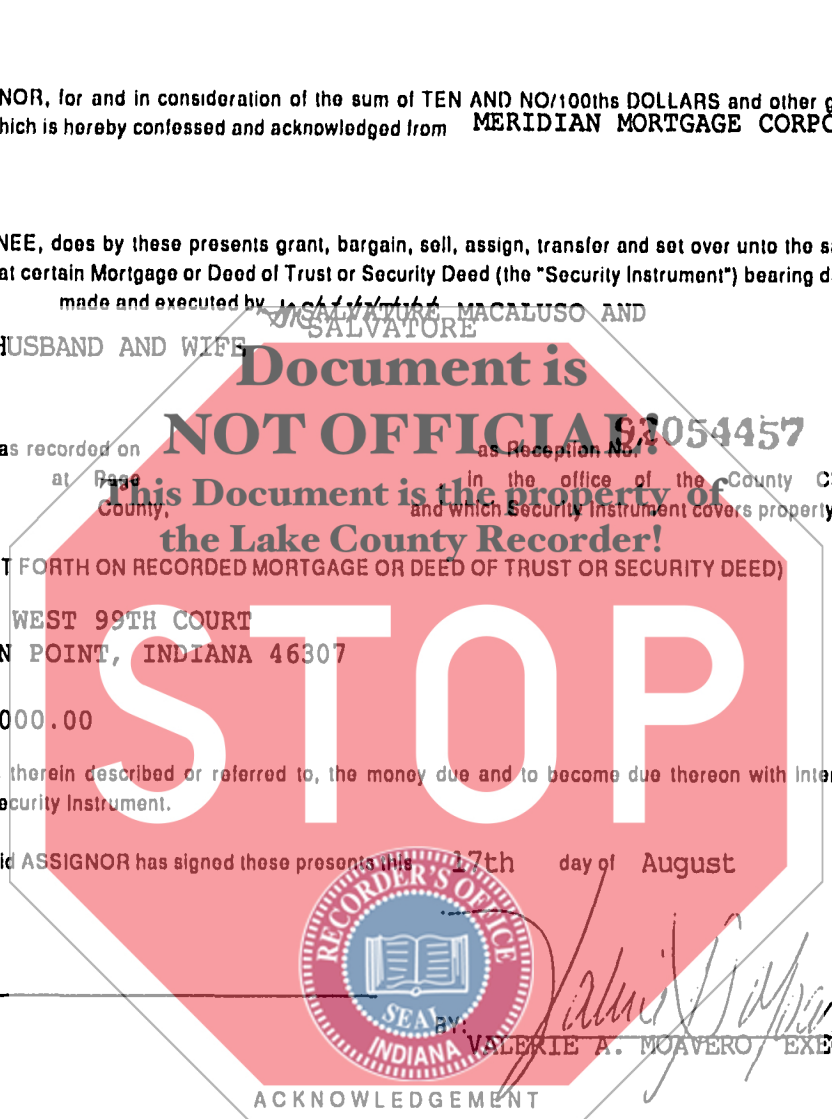 NOR, for and in consideration of the sum of TEN AND NO/100ths DOLLARS and other g
hich is hereby confessed and acknowledged from MERIDIAN MORTGAGE CORPO
NEE, does by these presents grant, bargain, sell, assign, transfer and set over unto the s
at certain Mortgage or Deed of Trust or Security Deed (the "Security Instrument") bearing d
made and executed by SALVATURE MACALUSO AND
SALVATORE
HUSBAND AND WIFE
Document is
NOT OFFICIAL!
as recorded on as Reception No. 92054457
at Page in the office of the County C
This Document is the property of
County, and which Security Instrument covers property
the Lake County Recorder!
T FORTH ON RECORDED MORTGAGE OR DEED OF TRUST OR SECURITY DEED)
WEST 99TH COURT
N POINT, INDIANA 46307
STOP
000.00
therein described or referred to, the money due and to become due thereon with inter
ecurity Instrument.
id ASSIGNOR has signed these presents this 17th day of August
RECORDER'S OFFICE
SEAL
INDIANA
BY:
VALERIE A. MOAVERO EXE
ACKNOWLEDGEMENT